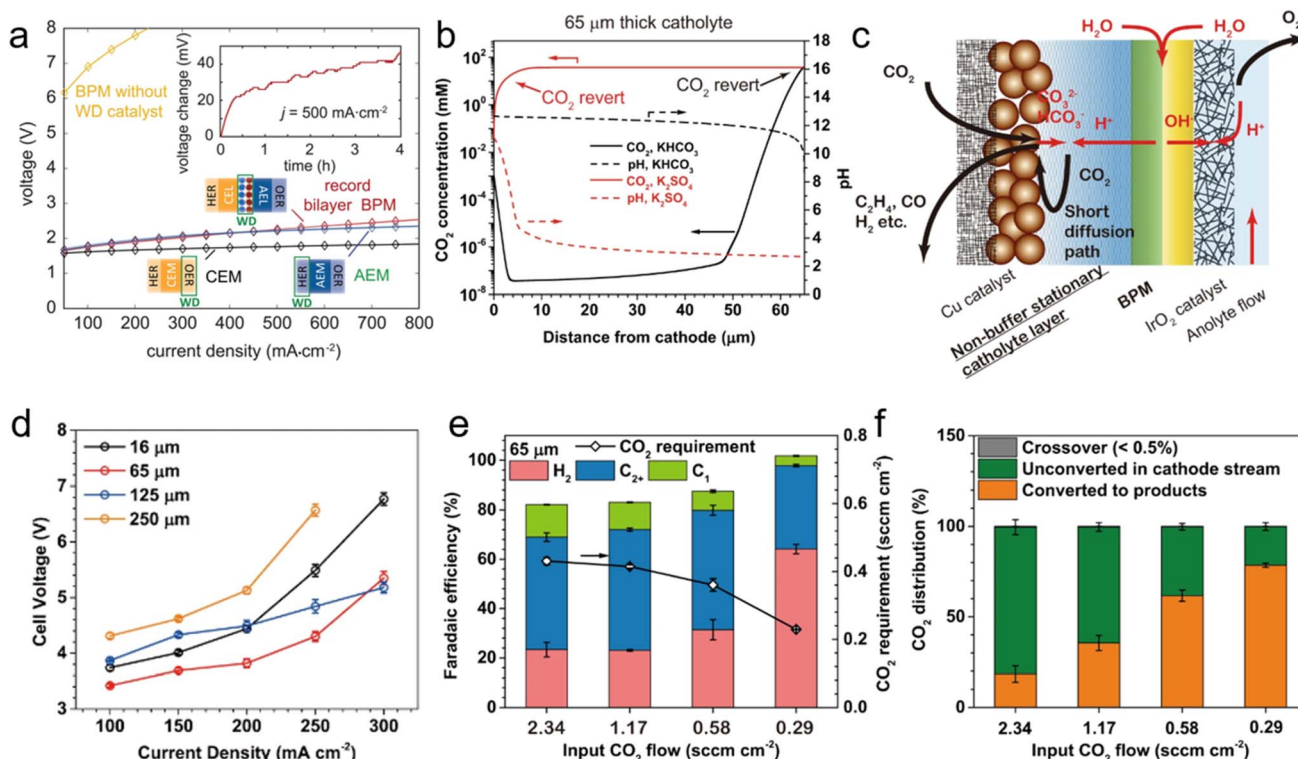 a
voltage (V)
8
7
6
5
4
3
2
1
0
BPM without
WD catalyst
voltage change (mV)
40
20
0
j = 500 mA·cm⁻²
0
1
2
3
4
time (h)
HER
CEL
AEL
OER
WD
record
bilayer BPM
HER
CEM
OER
WD
CEM
HER
AEM
OER
WD
AEM
100
200
300
400
500
600
700
800
current density (mA·cm⁻²)
b
65 μm thick catholyte
CO₂ concentration (mM)
10²
10⁰
10⁻²
10⁻⁴
10⁻⁶
10⁻⁸
CO₂ revert
CO₂ revert
CO₂, KHCO₃
pH, KHCO₃
CO₂, K₂SO₄
pH, K₂SO₄
18
16
14
12
10
8
6
4
2
0
pH
0
10
20
30
40
50
60
Distance from cathode (μm)
c
H₂O
H₂O
O₂
CO₂
CO₃²⁻
HCO₃⁻
H⁺
OH⁻
H⁺
CO₂
C₂H₄, CO
H₂ etc.
Short
diffusion
path
Cu catalyst
Non-buffer stationary
catholyte layer
BPM
IrO₂ catalyst
Anolyte flow
d
Cell Voltage (V)
8
7
6
5
4
3
16 μm
65 μm
125 μm
250 μm
100
150
200
250
300
Current Density (mA cm⁻²)
e
65 μm
CO₂ requirement
H₂
C₂₊
C₁
Faradaic efficiency (%)
100
80
60
40
20
0
0.8
0.6
0.4
0.2
0.0
CO₂ requirement (sccm cm⁻²)
2.34
1.17
0.58
0.29
Input CO₂ flow (sccm cm⁻²)
f
Crossover (< 0.5%)
Unconverted in cathode stream
Converted to products
CO₂ distribution (%)
150
100
50
0
2.34
1.17
0.58
0.29
Input CO₂ flow (sccm cm⁻²)